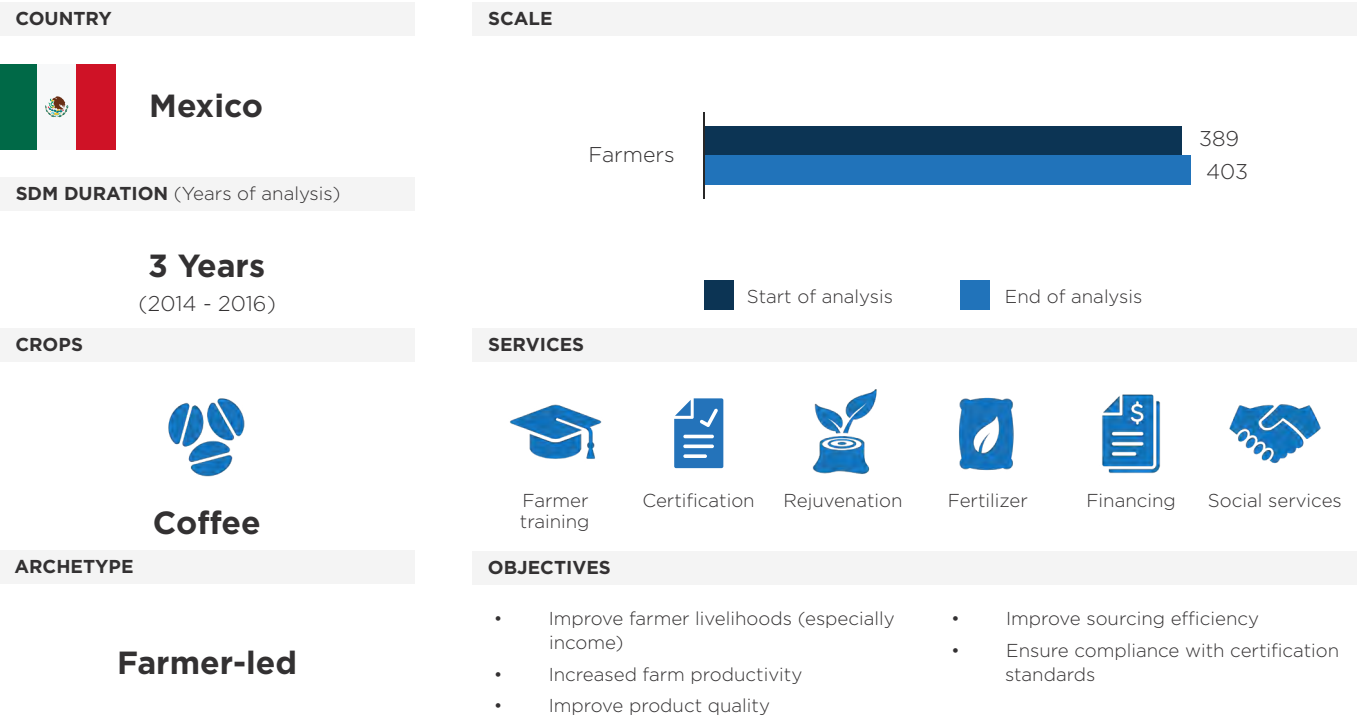 COUNTRY
Mexico
SDM DURATION (Years of analysis)
3 Years
(2014 - 2016)
CROPS
Coffee
ARCHETYPE
Farmer-led
SCALE
Farmers
389
403
Start of analysis
End of analysis
SERVICES
Farmer
training
Certification
Rejuvenation
Fertilizer
$
Financing
Social services
OBJECTIVES
• Improve farmer livelihoods (especially
income)
• Increased farm productivity
• Improve product quality
• Improve sourcing efficiency
• Ensure compliance with certification
standards